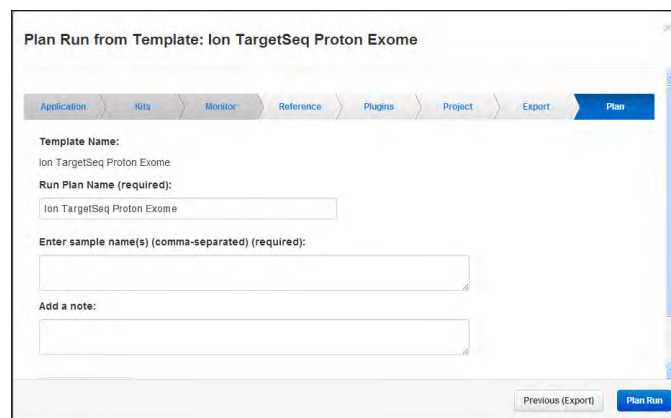 Plan Run from Template: Ion TargetSeq Proton Exome
Application Kits Monitor Reference Plugins Project Export Plan
Template Name:
Ion TargetSeq Proton Exome
Run Plan Name (required):
Ion TargetSeq Proton Exome
Enter sample name(s) (comma-separated) (required):
Add a note:
Previous (Export) Plan Run